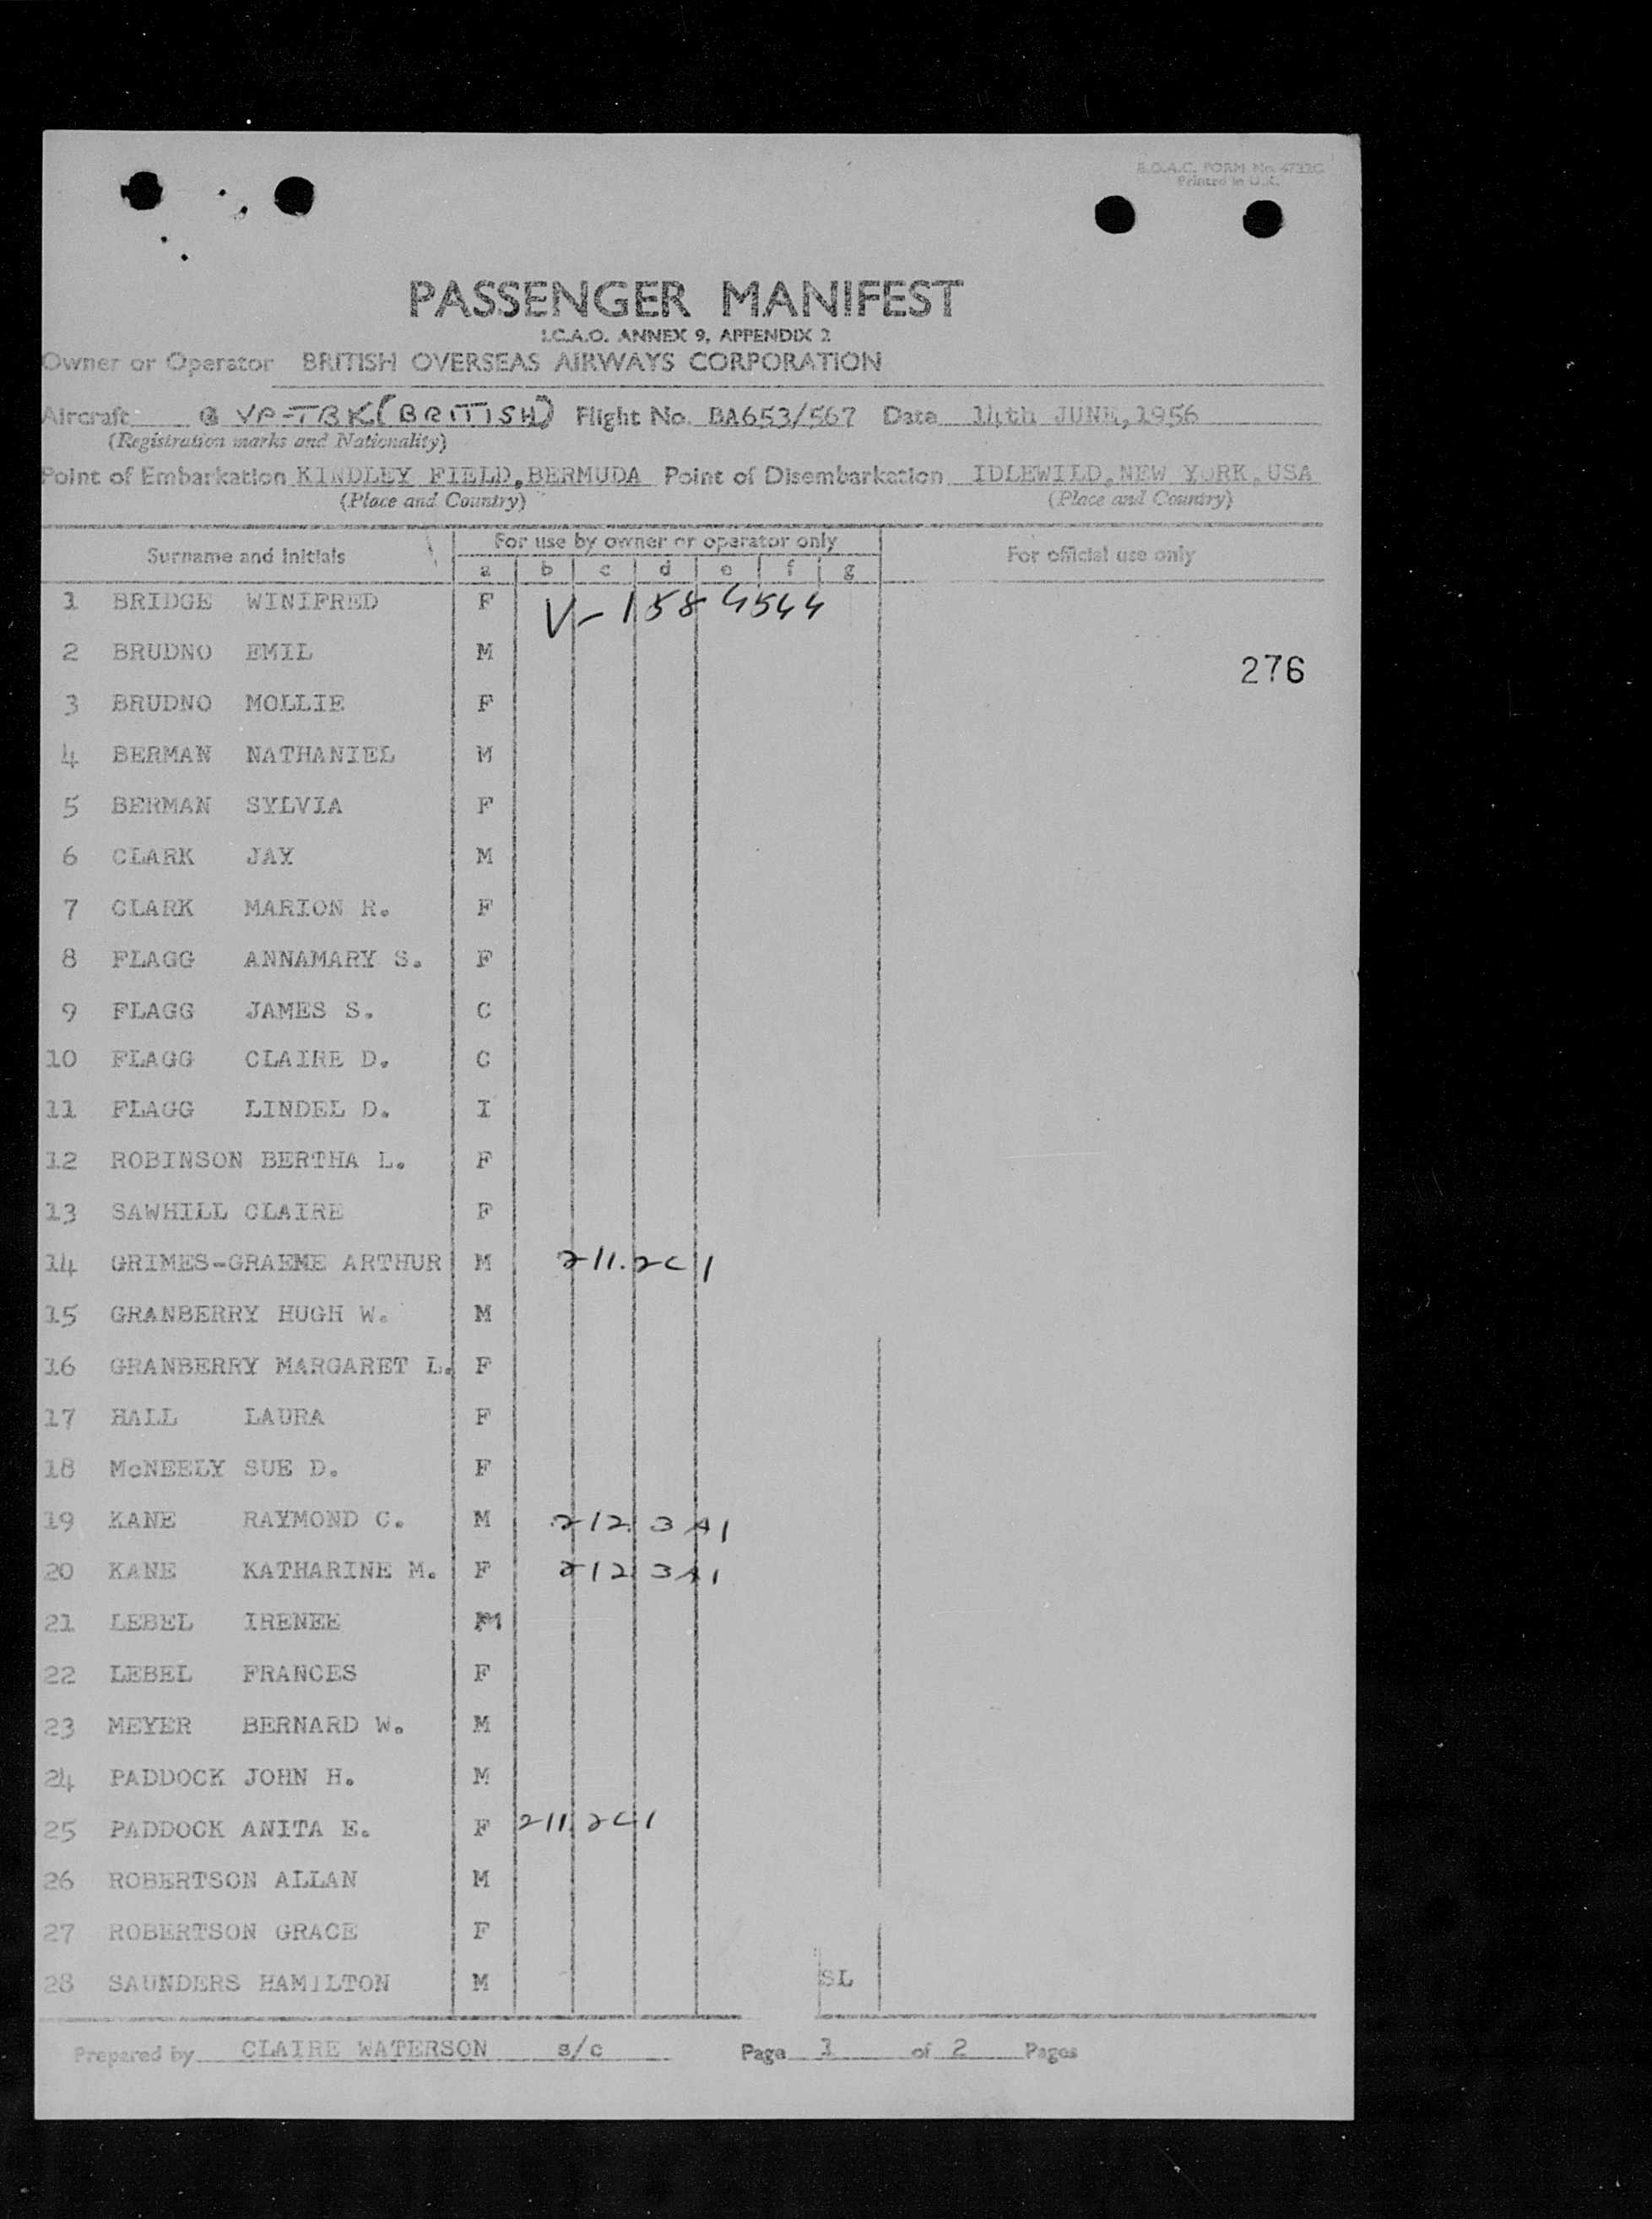 B.O.A.C. FORM No. 4732C
Printed in U.K.
PASSENGER MANIFEST
I.C.A.O. ANNEX 9, APPENDIX 2
Owner or Operator BRITISH OVERSEAS AIRWAYS CORPORATION
Aircraft VP-TBK (BRITISH) Flight No. BA653/567 Date 14th JUNE, 1956
(Registration marks and Nationality)
Point of Embarkation KINDLEY FIELD, BERMUDA Point of Disembarkation IDLEWILD, NEW YORK, USA
(Place and Country) (Place and Country)
Surname and Initials For use by owner or operator only For official use only
a b c d e f g
1 BRIDGE WINIFRED F V-1584544
2 BRUDNO EMIL M
276
3 BRUDNO MOLLIE F
4 BERMAN NATHANIEL M
5 BERMAN SYLVIA F
6 CLARK JAY M
7 CLARK MARION R. F
8 FLAGG ANNAMARY S. F
9 FLAGG JAMES S. C
10 FLAGG CLAIRE D. C
11 FLAGG LINDEL D. I
12 ROBINSON BERTHA L. F
13 SAWHILL CLAIRE F
14 GRIMES-GRAEME ARTHUR M 211.2C1
15 GRANBERRY HUGH W. M
16 GRANBERRY MARGARET L. F
17 HALL LAURA F
18 McNEELY SUE D. F
19 KANE RAYMOND C. M 212 3A1
20 KANE KATHARINE M. F 212 3A1
21 LEBEL IRENEE M
22 LEBEL FRANCES F
23 MEYER BERNARD W. M
24 PADDOCK JOHN H. M
25 PADDOCK ANITA E. F 211 2C1
26 ROBERTSON ALLAN M
27 ROBERTSON GRACE F
28 SAUNDERS HAMILTON M SL
Prepared by CLAIRE WATERSON s/c Page 1 of 2 Pages